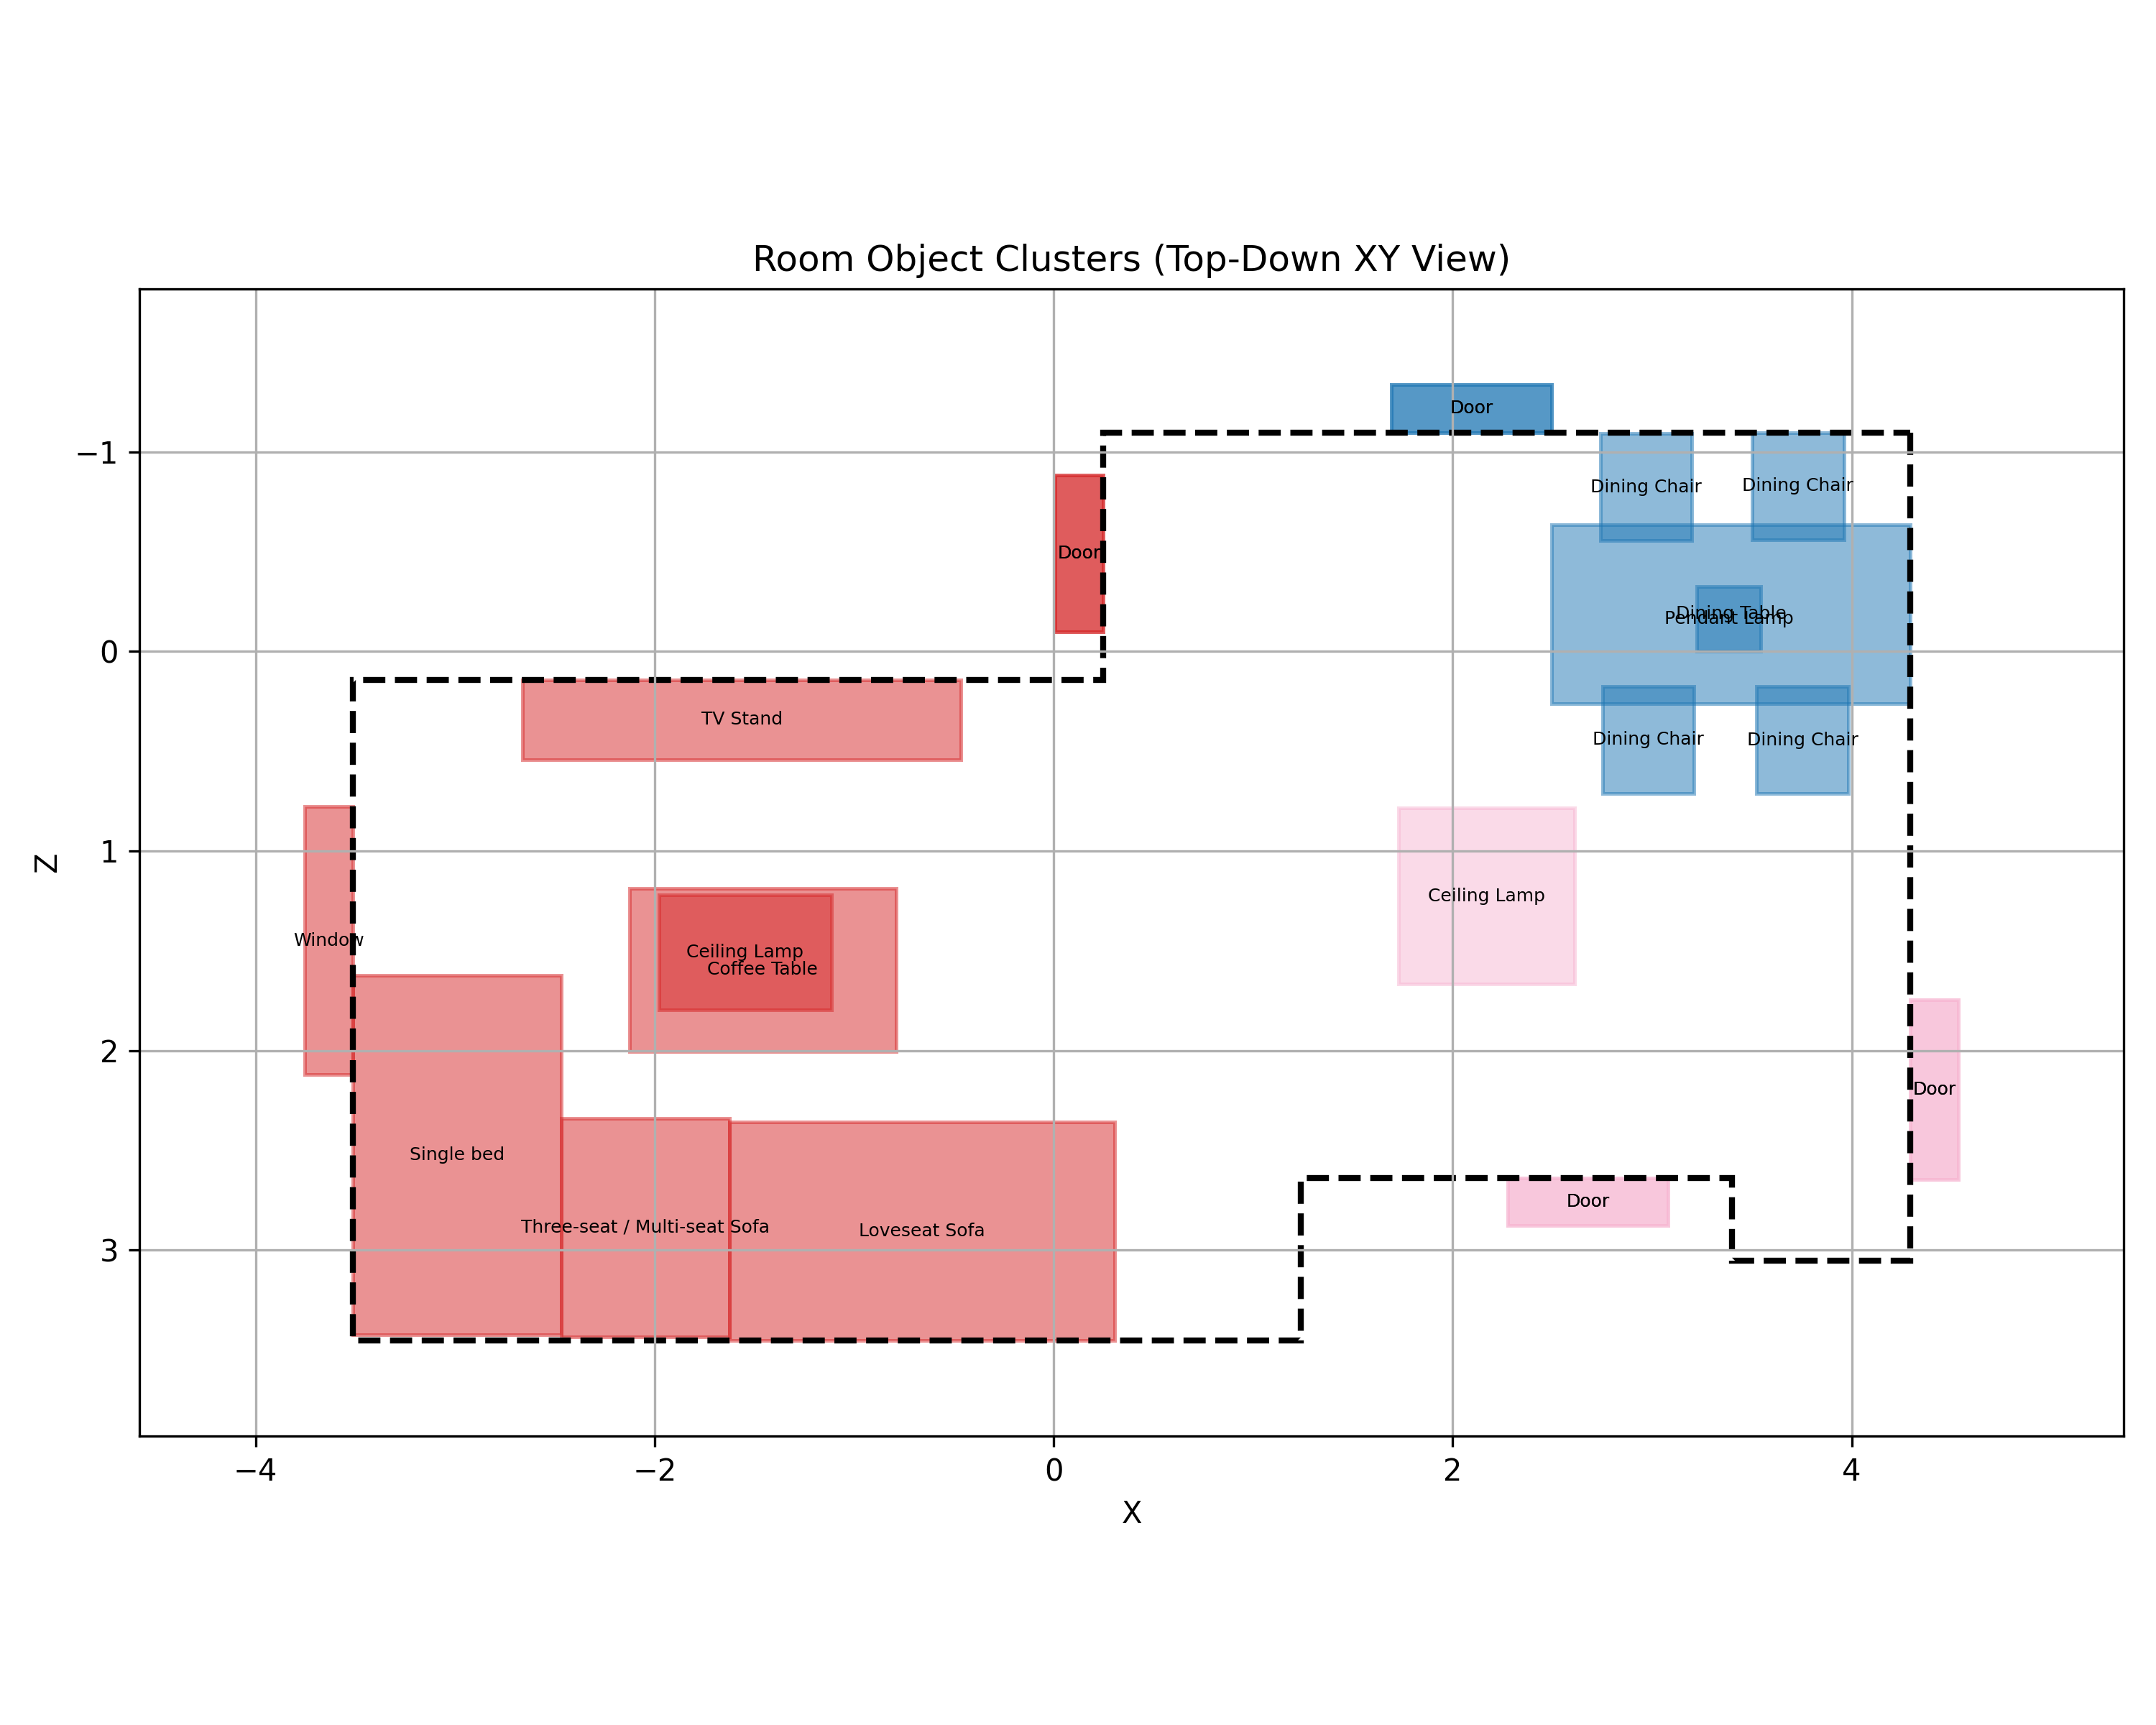 Room Object Clusters (Top-Down XY View)
Door
−1
Dining Chair
Dining Chair
Door
Dining Table
Pendant Lamp
0
TV Stand
Dining Chair
Dining Chair
1
Ceiling Lamp
Window
Ceiling Lamp
Coffee Table
Z
2
Door
Single bed
Door
Three-seat / Multi-seat Sofa
Loveseat Sofa
3
−4
−2
0
2
4
X